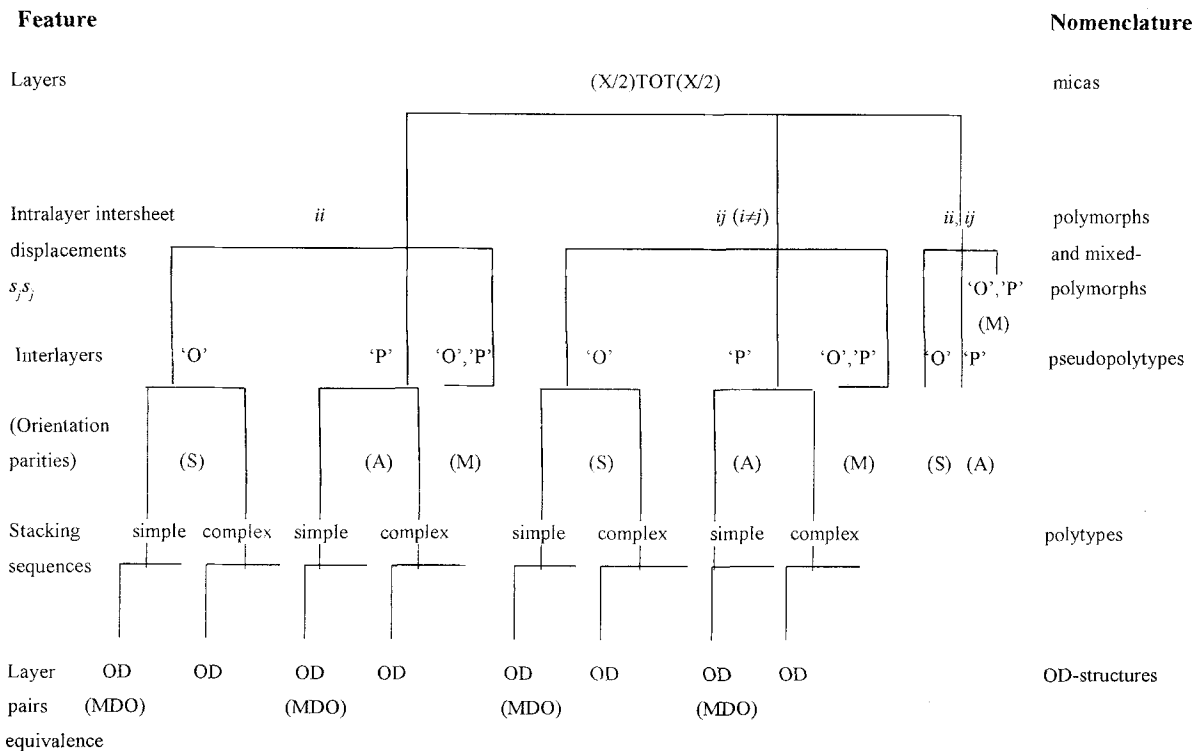 Feature Nomenclature
Layers (X/2)TOT(X/2) micas
Intralayer intersheet ii ij (i≠j) ii, ij polymorphs
displacements and mixed-
s_j s_j ‘O’,’P’ polymorphs
(M)
Interlayers ‘O’ ‘P’ ‘O’,’P’ ‘O’ ‘P’ ‘O’,’P’ ‘O’ ‘P’ pseudopolytypes
(Orientation
parities) (S) (A) (M) (S) (A) (M) (S) (A)
Stacking simple complex simple complex simple complex simple complex polytypes
sequences
Layer OD OD OD OD OD OD OD OD OD-structures
pairs (MDO) (MDO) (MDO) (MDO)
equivalence